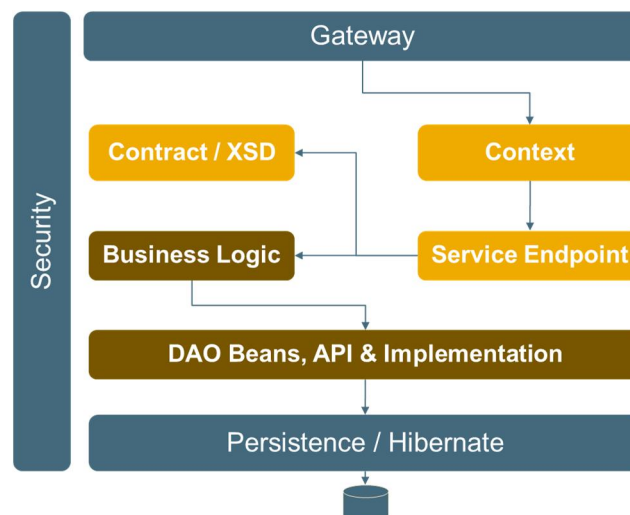 Gateway
Security
Contract / XSD
Context
Business Logic
Service Endpoint
DAO Beans, API & Implementation
Persistence / Hibernate